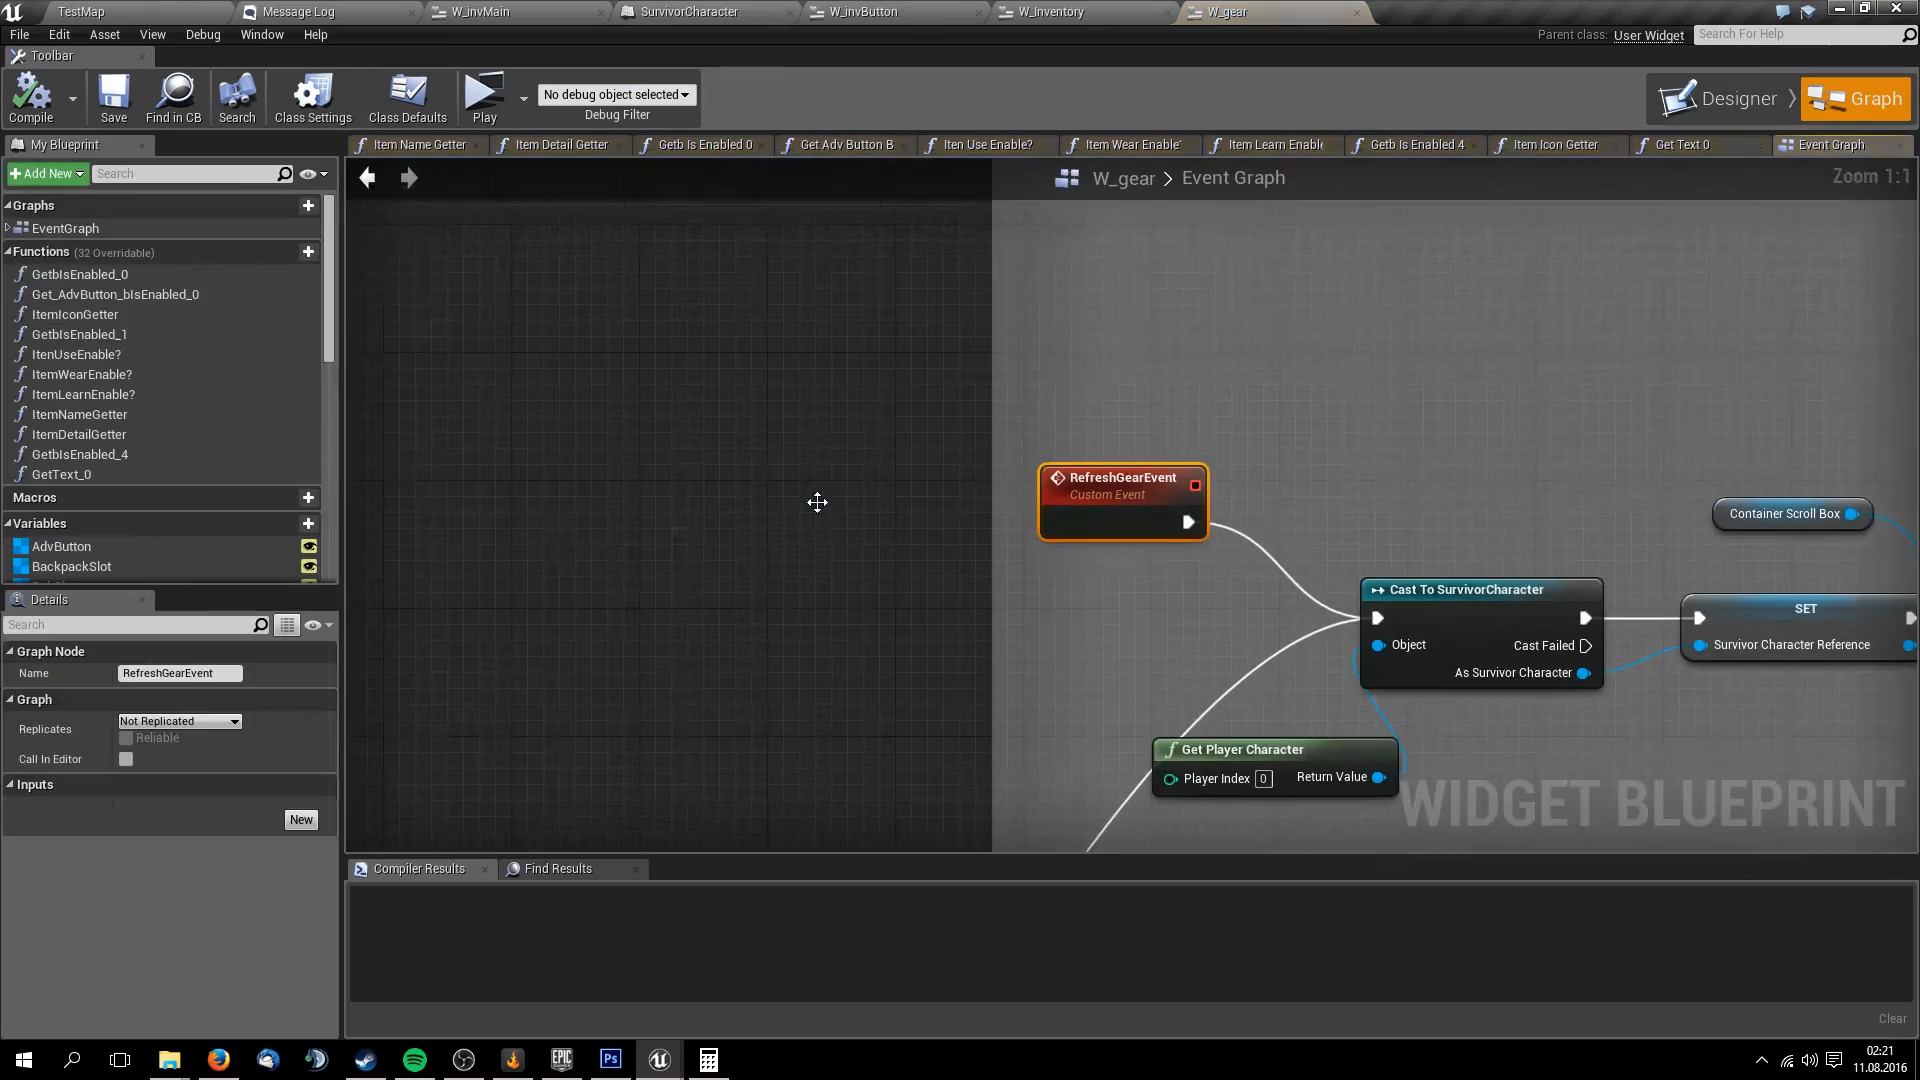 TestMap
Message Log
W_invMain
SurvivorCharacter
W_invButton
W_Inventory
W_gear
File Edit Asset View Debug Window Help
Parent class: User Widget
Search For Help
Toolbar
Compile
Save
Find in CB
Search
Class Settings
Class Defaults
Play
No debug object selected
Debug Filter
Designer
Graph
My Blueprint
Item Name Getter
Item Detail Getter
Getb Is Enabled 0
Get Adv Button B
Iten Use Enable?
Item Wear Enable
Item Learn Enable
Getb Is Enabled 4
Item Icon Getter
Get Text 0
Event Graph
Add New
Search
W_gear > Event Graph
Zoom 1:1
Graphs
EventGraph
Functions (32 Overridable)
GetbIsEnabled_0
Get_AdvButton_bIsEnabled_0
ItemIconGetter
GetbIsEnabled_1
ItenUseEnable?
ItemWearEnable?
ItemLearnEnable?
ItemNameGetter
ItemDetailGetter
GetbIsEnabled_4
GetText_0
Macros
Variables
AdvButton
BackpackSlot
RefreshGearEvent
Custom Event
Container Scroll Box
Cast To SurvivorCharacter
Object
Cast Failed
As Survivor Character
SET
Survivor Character Reference
Get Player Character
Player Index 0
Return Value
WIDGET BLUEPRINT
Details
Search
Graph Node
Name RefreshGearEvent
Graph
Replicates Not Replicated
Reliable
Call In Editor
Inputs
New
Compiler Results
Find Results
Clear
EPIC
Ps
02:21
11.08.2016